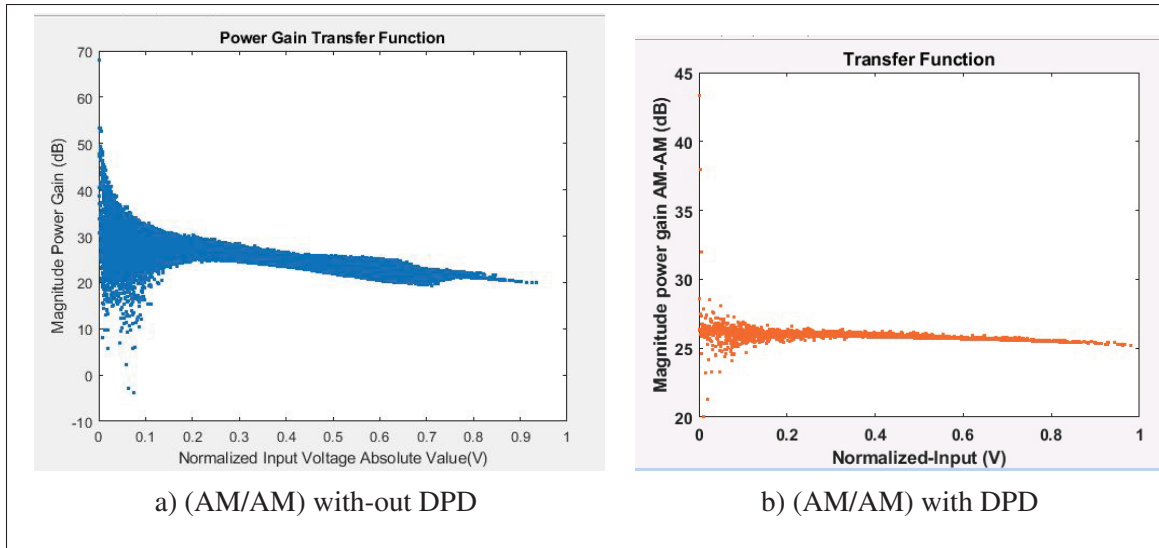 Power Gain Transfer Function
Magnitude Power Gain (dB)
70
60
50
40
30
20
10
0
-10
0 0.1 0.2 0.3 0.4 0.5 0.6 0.7 0.8 0.9 1
Normalized Input Voltage Absolute Value(V)
a) (AM/AM) with-out DPD
Transfer Function
Magnitude power gain AM-AM (dB)
45
40
35
30
25
20
0 0.2 0.4 0.6 0.8 1
Normalized-Input (V)
b) (AM/AM) with DPD